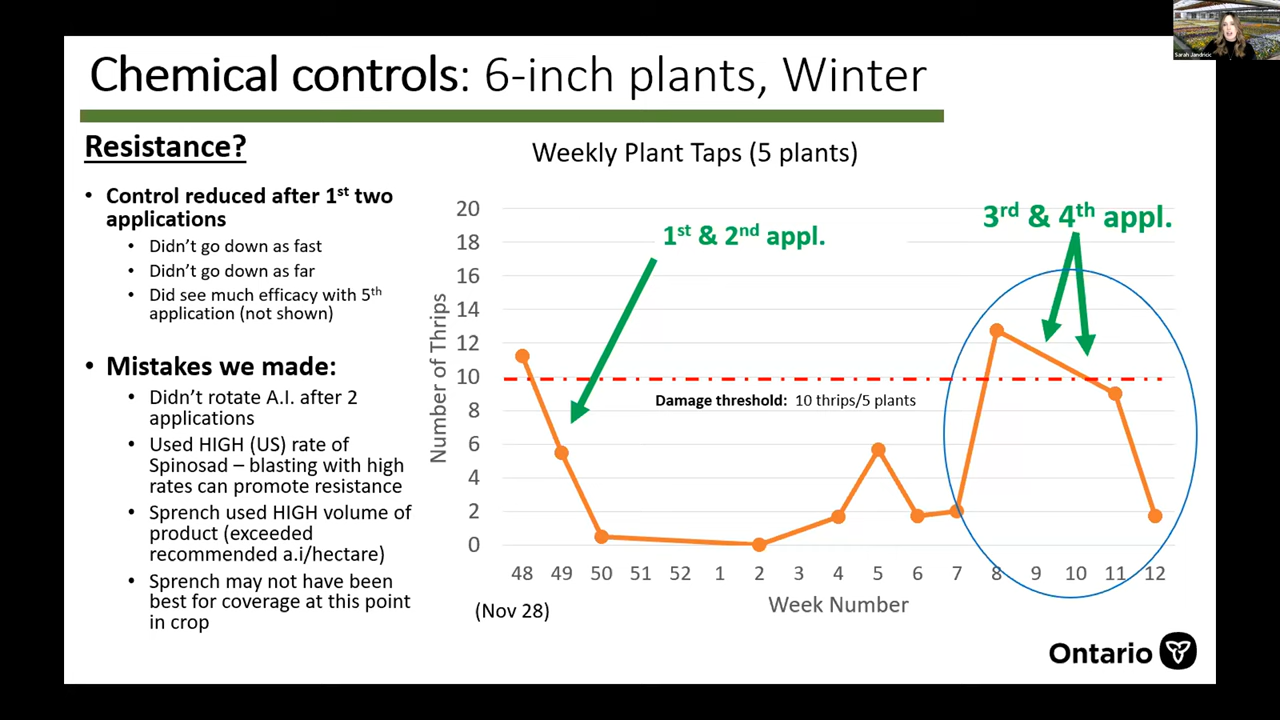 Sarah Jandricic
Chemical controls: 6-inch plants, Winter
Resistance?
• Control reduced after 1st two
applications
• Didn't go down as fast
• Didn't go down as far
• Did see much efficacy with 5th
application (not shown)
• Mistakes we made:
• Didn't rotate A.I. after 2
applications
• Used HIGH (US) rate of
Spinosad – blasting with high
rates can promote resistance
• Sprench used HIGH volume of
product (exceeded
recommended a.i/hectare)
• Sprench may not have been
best for coverage at this point
in crop
Weekly Plant Taps (5 plants)
1st & 2nd appl.
3rd & 4th appl.
Number of Thrips
20
18
16
14
12
10
8
6
4
2
0
Damage threshold: 10 thrips/5 plants
48 49 50 51 52 1 2 3 4 5 6 7 8 9 10 11 12
(Nov 28)
Week Number
Ontario